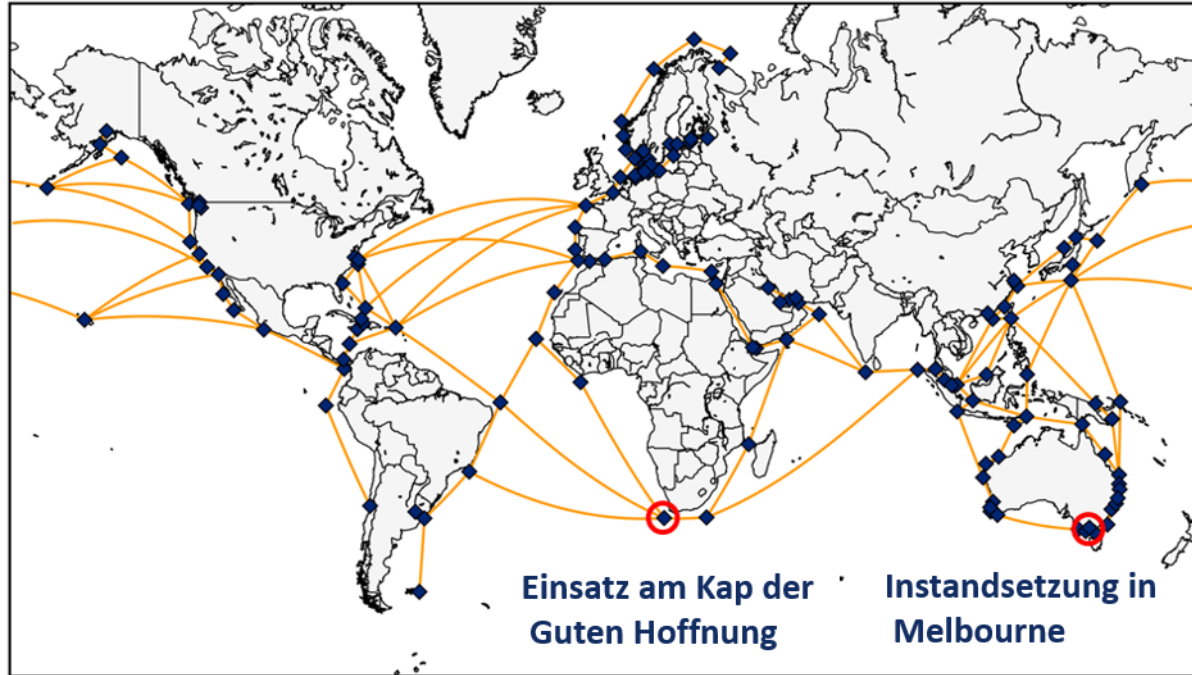 Einsatz am Kap der
Guten Hoffnung
Instandsetzung in
Melbourne